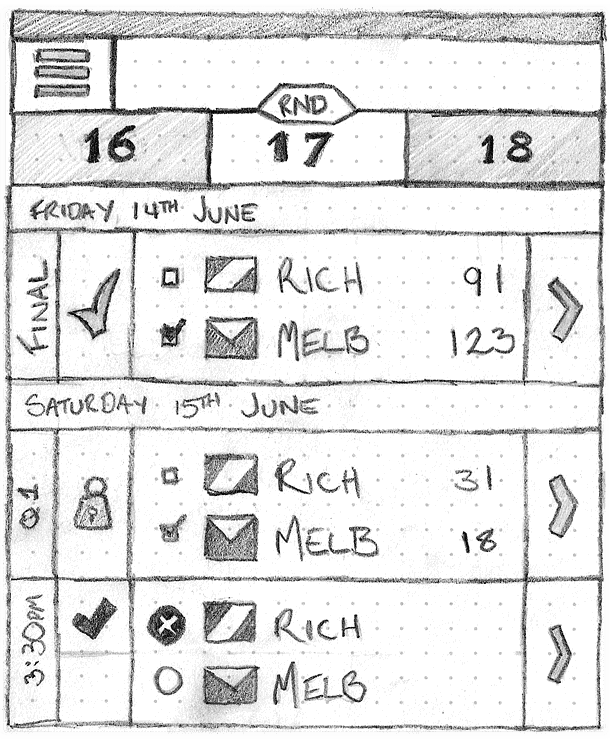 RND
16 17 18
FRIDAY 14TH JUNE
FINAL
RICH 91
MELB 123
SATURDAY 15TH JUNE
Q1
RICH 31
MELB 18
3:30PM
RICH
MELB